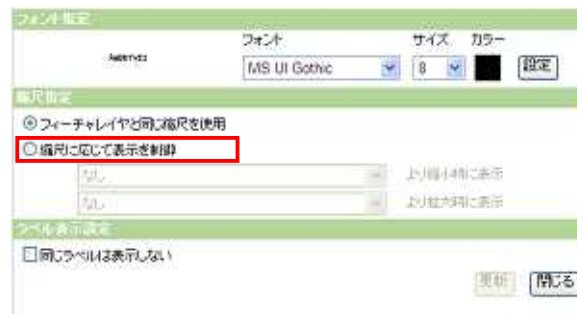 フォント指定
フォント サイズ カラー
MS UI Gothic 8 設定
縮尺指定
フィーチャレイヤと同じ縮尺を使用
縮尺に応じて表示を制御
なし より縮小時に表示
なし より拡大時に表示
ラベル表示設定
同じラベルは表示しない
更新 閉じる